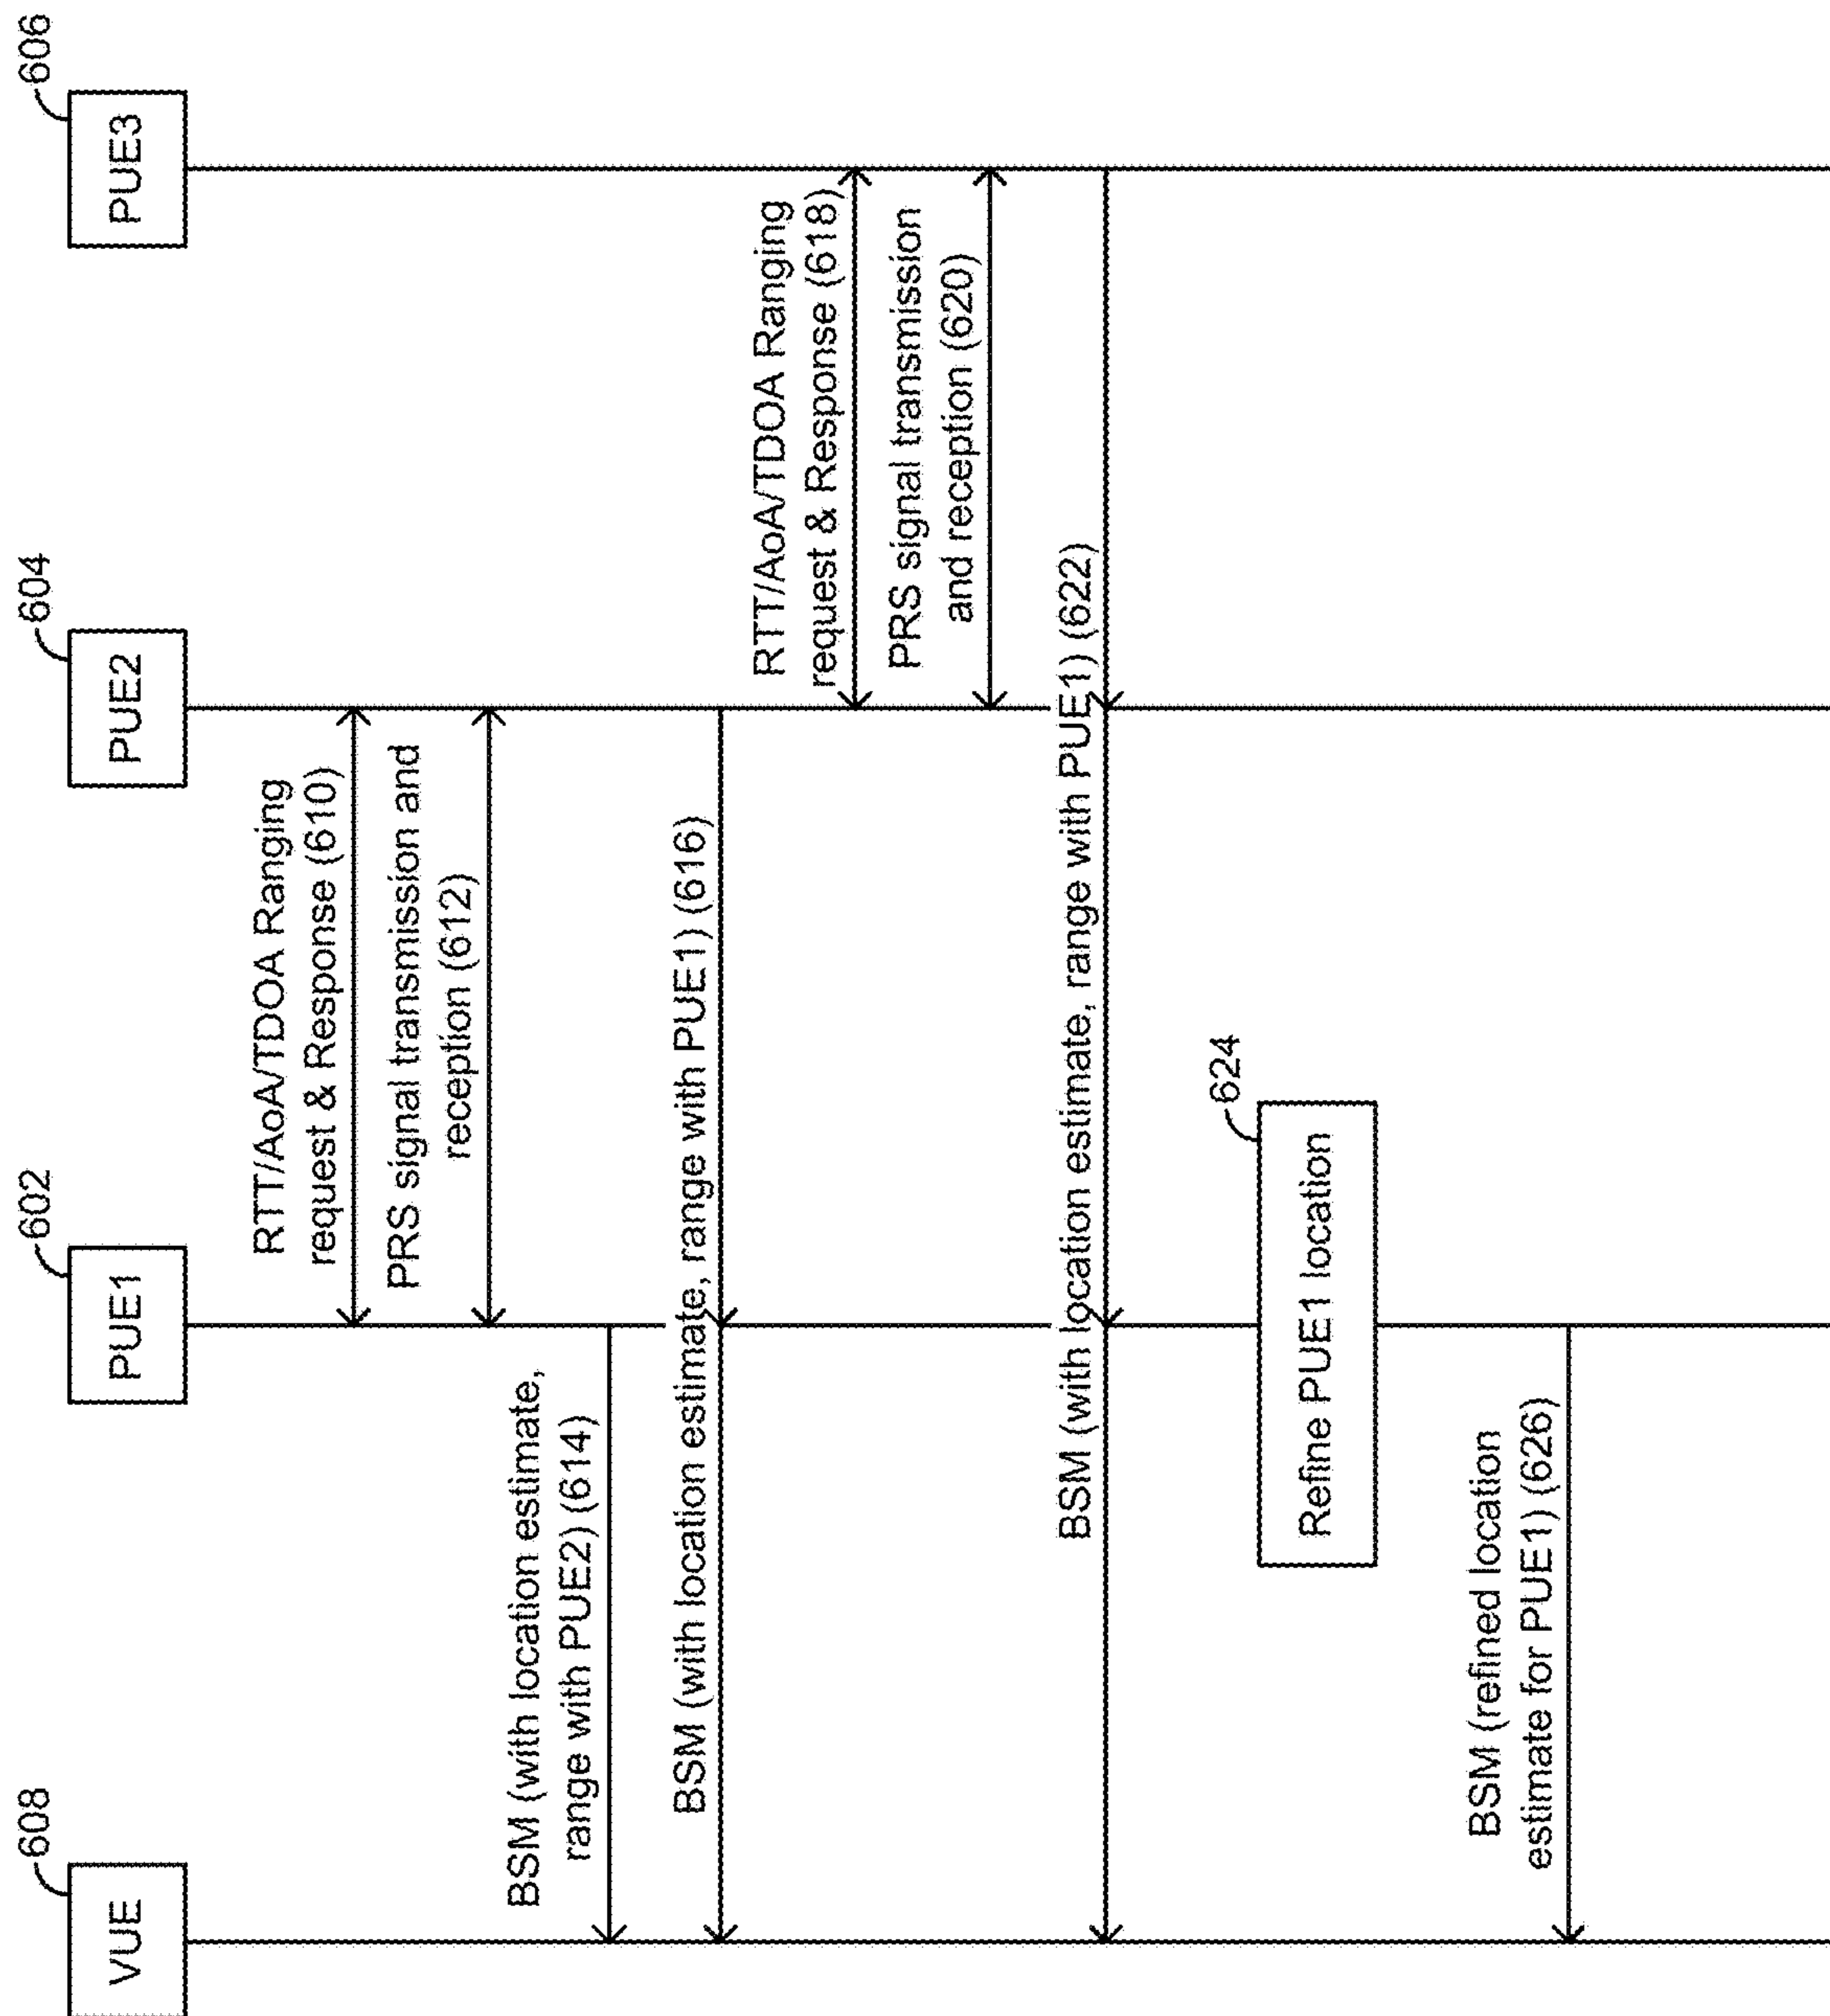 608
VUE
602
PUE1
604
PUE2
606
PUE3
RTT/AoA/TDOA Ranging
request & Response (610)
PRS signal transmission and
reception (612)
BSM (with location estimate,
range with PUE2) (614)
BSM (with location estimate, range with PUE1) (616)
RTT/AoA/TDOA Ranging
request & Response (618)
PRS signal transmission
and reception (620)
BSM (with location estimate, range with PUE1) (622)
624
Refine PUE1 location
BSM (refined location
estimate for PUE1) (626)